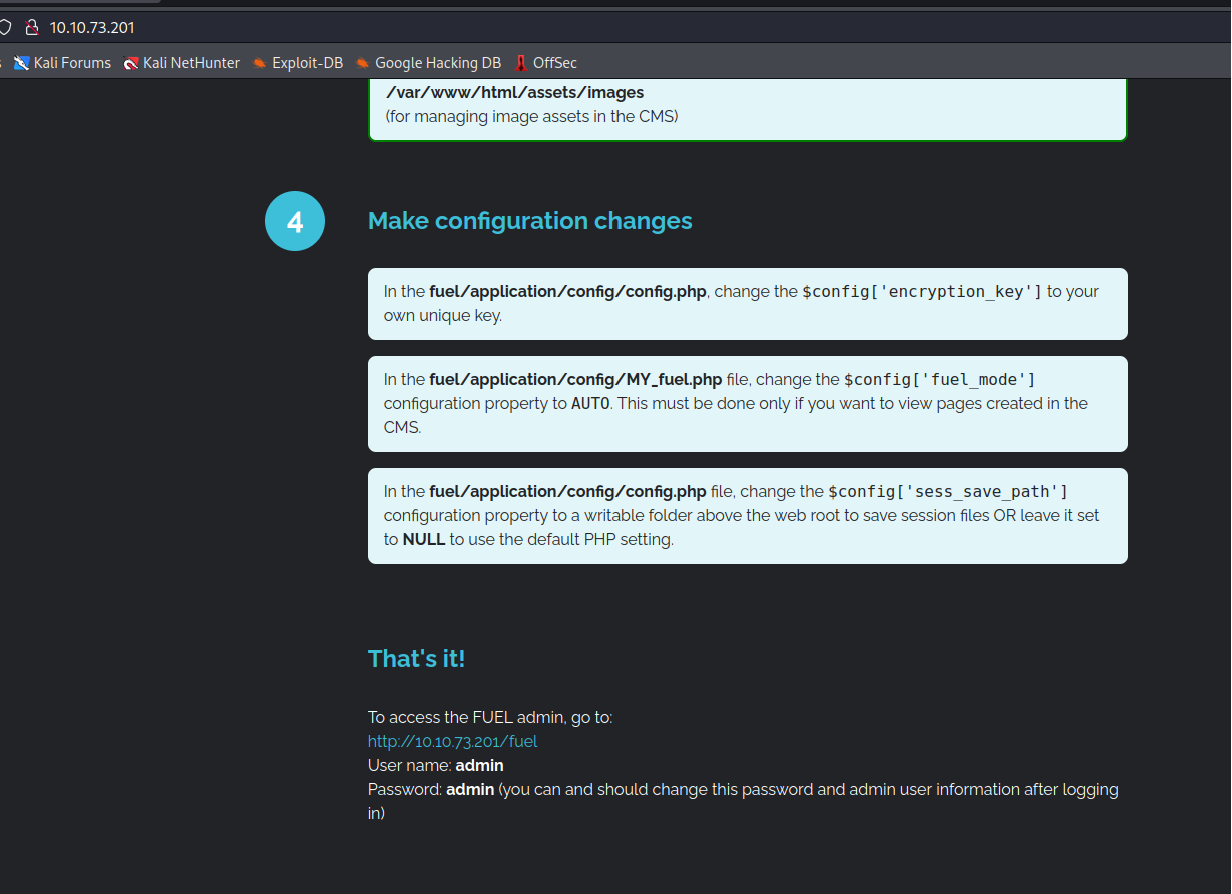 10.10.73.201
Kali Forums Kali NetHunter Exploit-DB Google Hacking DB OffSec
/var/www/html/assets/images
(for managing image assets in the CMS)
4 Make configuration changes
In the fuel/application/config/config.php, change the $config['encryption_key'] to your
own unique key.
In the fuel/application/config/MY_fuel.php file, change the $config['fuel_mode']
configuration property to AUTO. This must be done only if you want to view pages created in the
CMS.
In the fuel/application/config/config.php file, change the $config['sess_save_path']
configuration property to a writable folder above the web root to save session files OR leave it set
to NULL to use the default PHP setting.
That's it!
To access the FUEL admin, go to:
http://10.10.73.201/fuel
User name: admin
Password: admin (you can and should change this password and admin user information after logging
in)